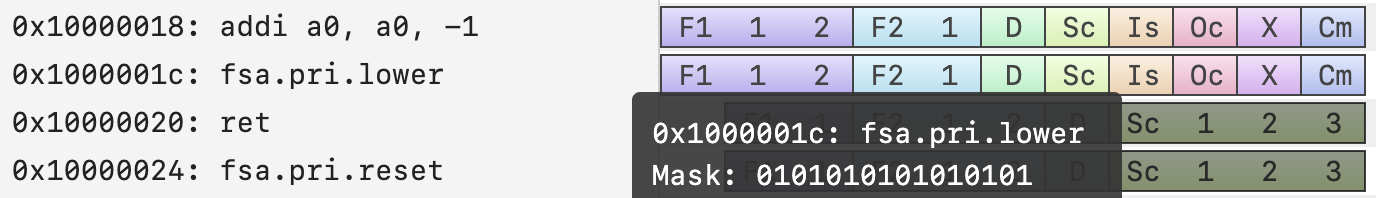 0x10000018: addi a0, a0, -1 F1 1 2 F2 1 D Sc Is Oc X Cm
0x1000001c: fsa.pri.lower F1 1 2 F2 1 D Sc Is Oc X Cm
0x10000020: ret D Sc 1 2 3
0x1000001c: fsa.pri.lower
0x10000024: fsa.pri.reset D Sc 1 2 3
Mask: 0101010101010101